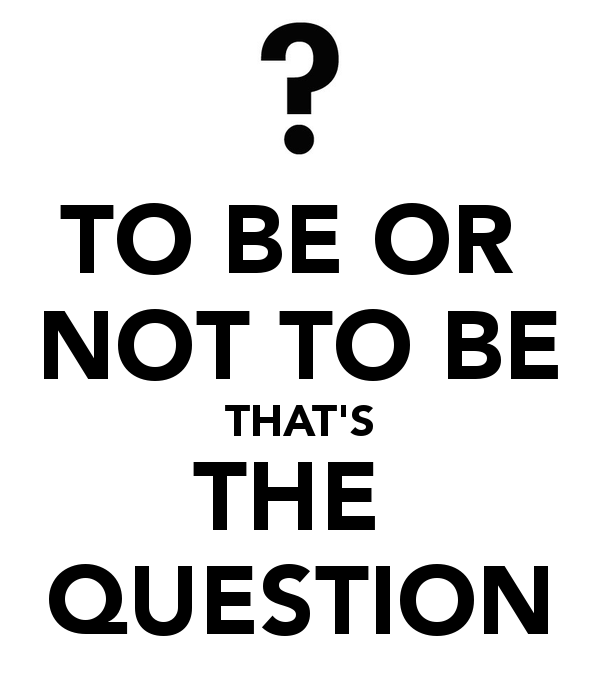 ?
TO BE OR
NOT TO BE
THAT'S
THE
QUESTION